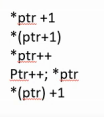 *ptr +1
*(ptr+1)
*ptr++
Ptr++; *ptr
*(ptr) +1